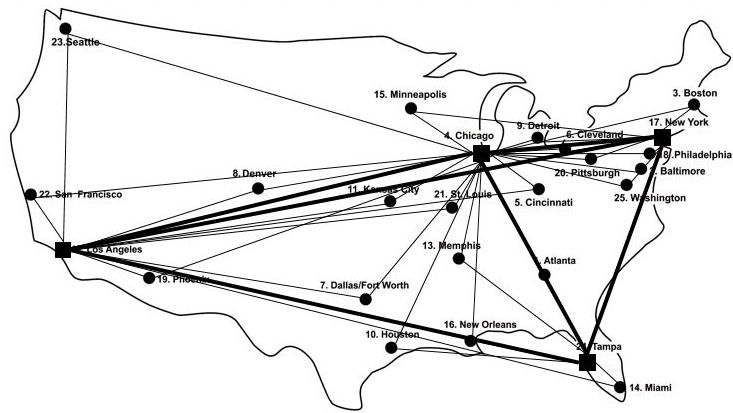 23.Seattle
15. Minneapolis
3. Boston
17. New York
9. Detroit
4. Chicago
6. Cleveland
18. Philadelphia
20. Pittsburgh
Baltimore
8. Denver
11. Kansas City
22. San Francisco
21. St. Louis
5. Cincinnati
25. Washington
Los Angeles
13. Memphis
Atlanta
19. Phoenix
7. Dallas/Fort Worth
16. New Orleans
10. Houston
Tampa
14. Miami